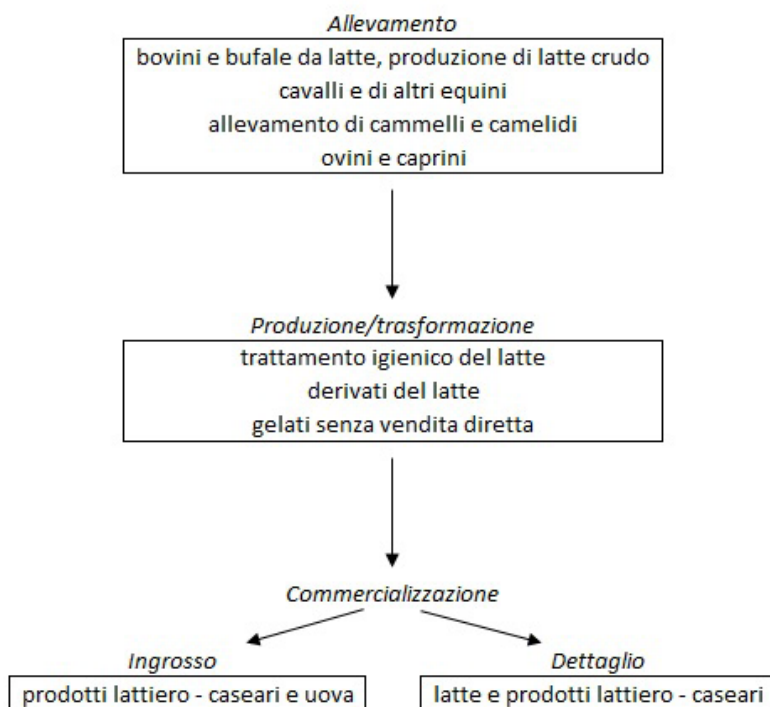 Allevamento
bovini e bufale da latte, produzione di latte crudo
cavalli e di altri equini
allevamento di cammelli e camelidi
ovini e caprini
Produzione/trasformazione
trattamento igienico del latte
derivati del latte
gelati senza vendita diretta
Commercializzazione
Ingrosso
prodotti lattiero - caseari e uova
Dettaglio
latte e prodotti lattiero - caseari